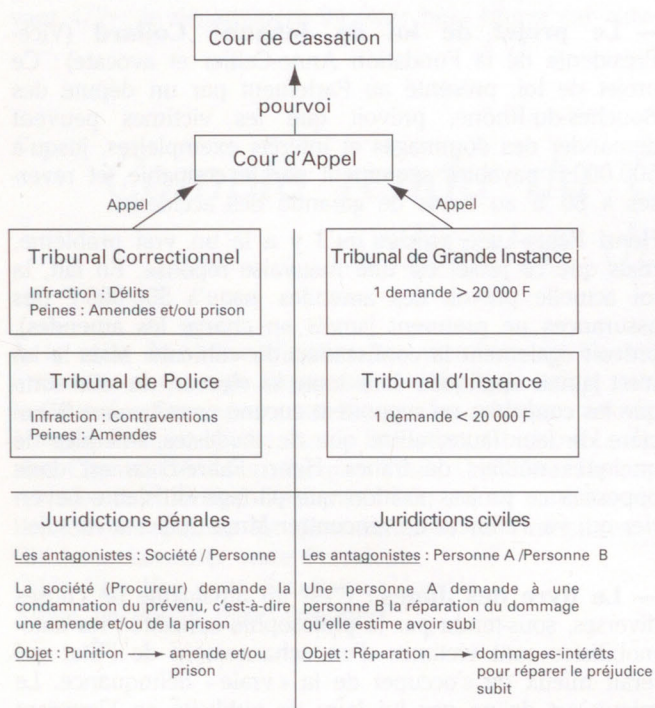 Cour de Cassation
pourvoi
Cour d'Appel
Appel
Appel
Tribunal Correctionnel
Infraction : Délits
Peines : Amendes et/ou prison
Tribunal de Grande Instance
1 demande > 20 000 F
Tribunal de Police
Infraction : Contraventions
Peines : Amendes
Tribunal d'Instance
1 demande < 20 000 F
Juridictions pénales
Les antagonistes : Société / Personne
La société (Procureur) demande la
condamnation du prévenu, c'est-à-dire
une amende et/ou de la prison
Objet : Punition → amende et/ou
prison
Juridictions civiles
Les antagonistes : Personne A /Personne B
Une personne A demande à une
personne B la réparation du dommage
qu'elle estime avoir subi
Objet : Réparation → dommages-intérêts
pour réparer le préjudice
subit